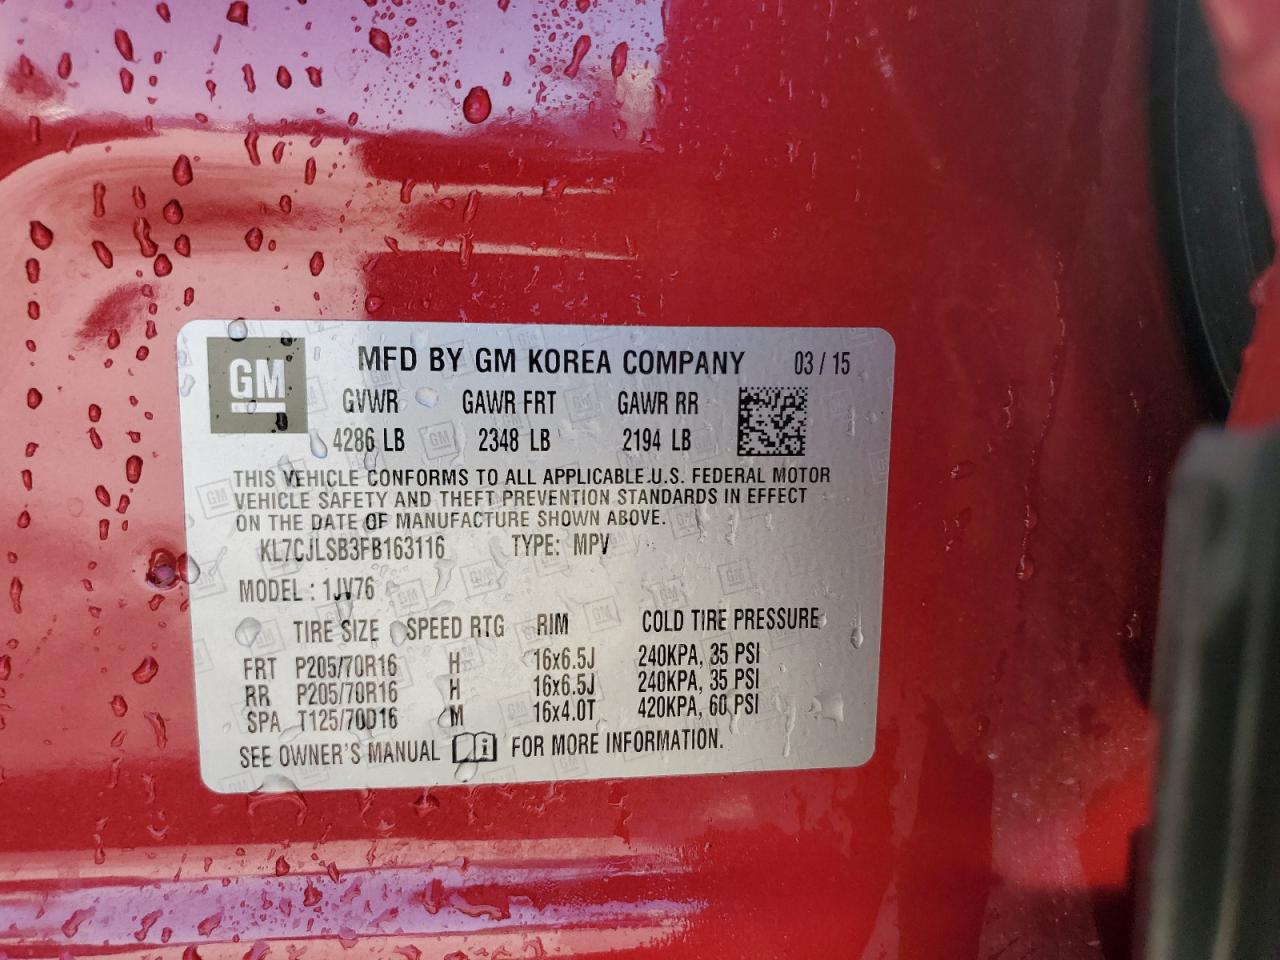 GM
MFD BY GM KOREA COMPANY 03 / 15
GVWR GAWR FRT GAWR RR
4286 LB 2348 LB 2194 LB
THIS VEHICLE CONFORMS TO ALL APPLICABLE U.S. FEDERAL MOTOR
VEHICLE SAFETY AND THEFT PREVENTION STANDARDS IN EFFECT
ON THE DATE OF MANUFACTURE SHOWN ABOVE.
KL7CJLSB3FB163116 TYPE: MPV
MODEL : 1JV76
TIRE SIZE SPEED RTG RIM COLD TIRE PRESSURE
FRT P205/70R16 H 16x6.5J 240KPA, 35 PSI
RR P205/70R16 H 16x6.5J 240KPA, 35 PSI
SPA T125/70D16 M 16x4.0T 420KPA, 60 PSI
SEE OWNER'S MANUAL i FOR MORE INFORMATION.